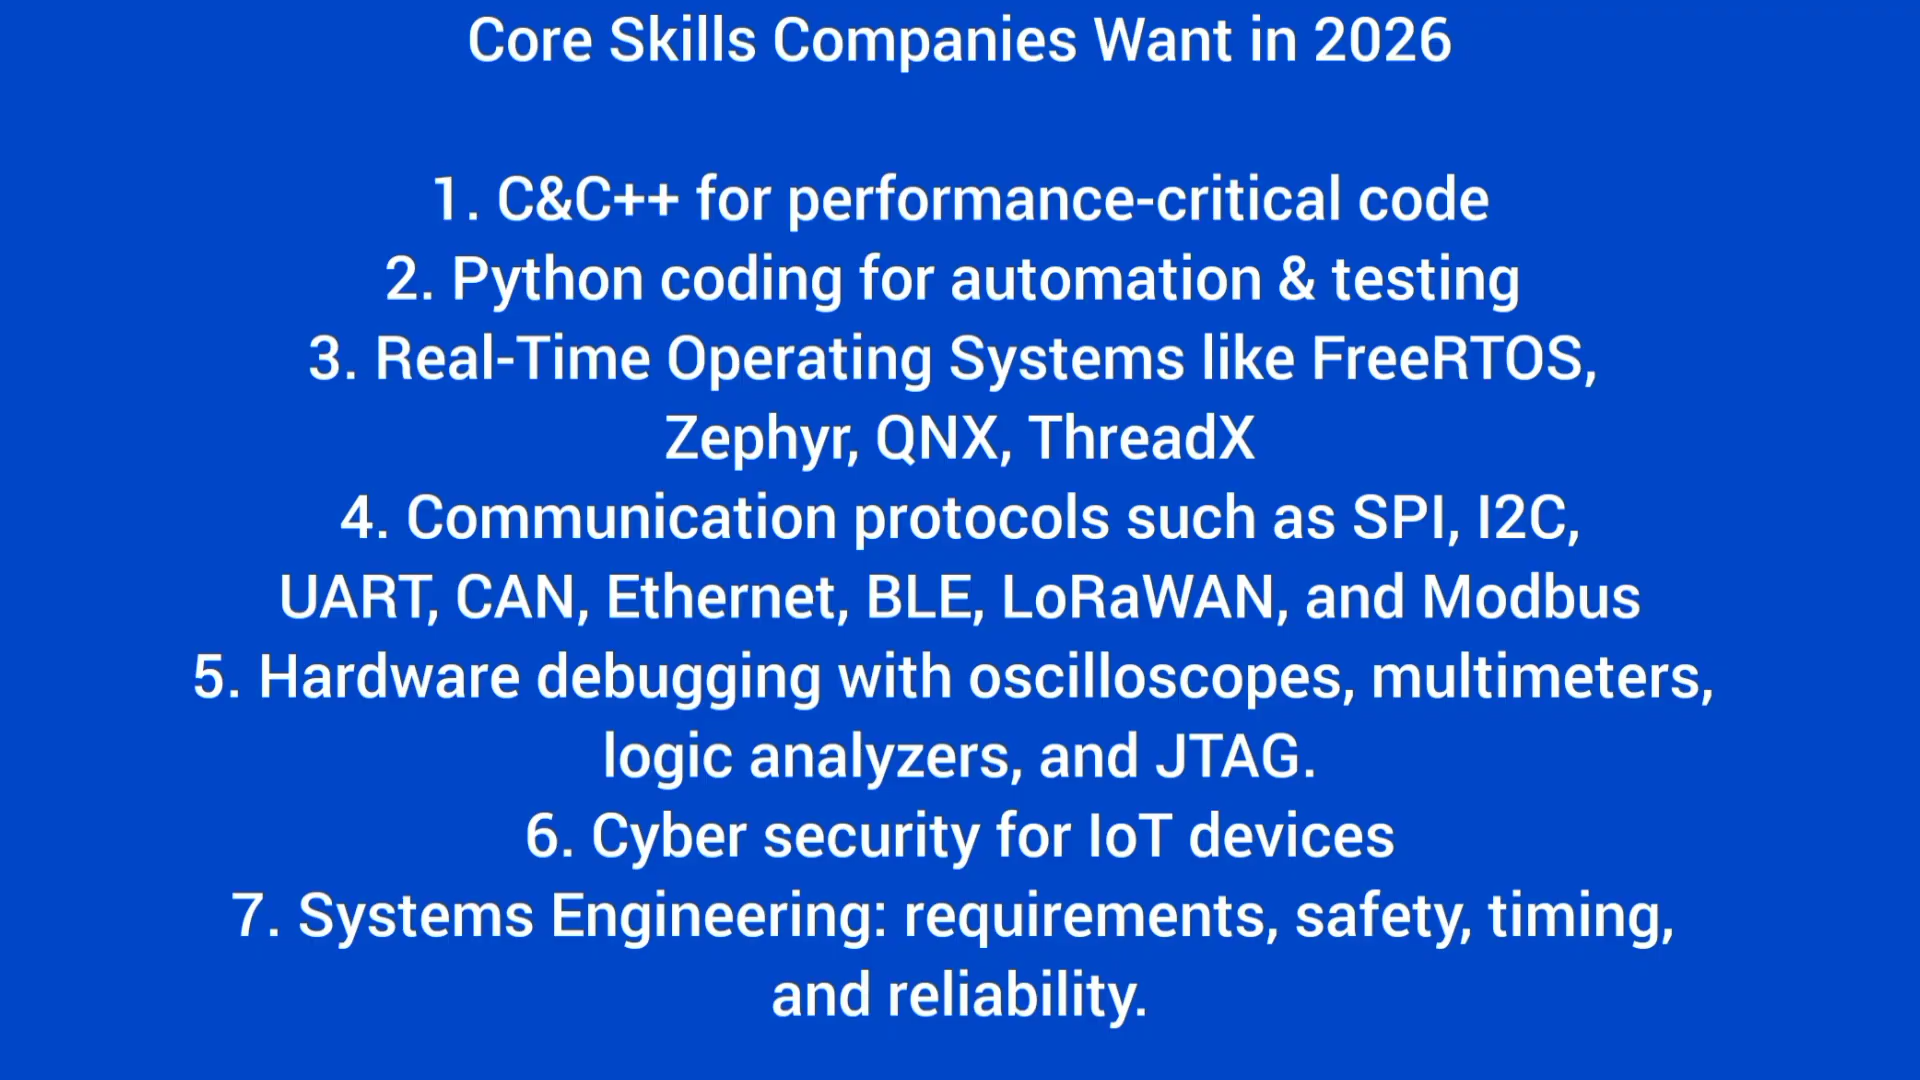 Core Skills Companies Want in 2026
1. C&C++ for performance-critical code
2. Python coding for automation & testing
3. Real-Time Operating Systems like FreeRTOS,
Zephyr, QNX, ThreadX
4. Communication protocols such as SPI, I2C,
UART, CAN, Ethernet, BLE, LoRaWAN, and Modbus
5. Hardware debugging with oscilloscopes, multimeters,
logic analyzers, and JTAG.
6. Cyber security for IoT devices
7. Systems Engineering: requirements, safety, timing,
and reliability.